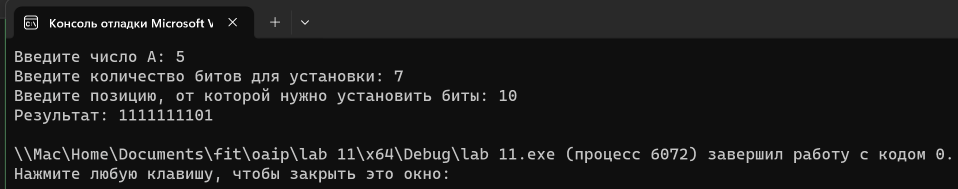 Консоль отладки Microsoft V
Введите число A: 5
Введите количество битов для установки: 7
Введите позицию, от которой нужно установить биты: 10
Результат: 1111111101
\\Mac\Home\Documents\fit\oaip\lab 11\x64\Debug\lab 11.exe (процесс 6072) завершил работу с кодом 0.
Нажмите любую клавишу, чтобы закрыть это окно: